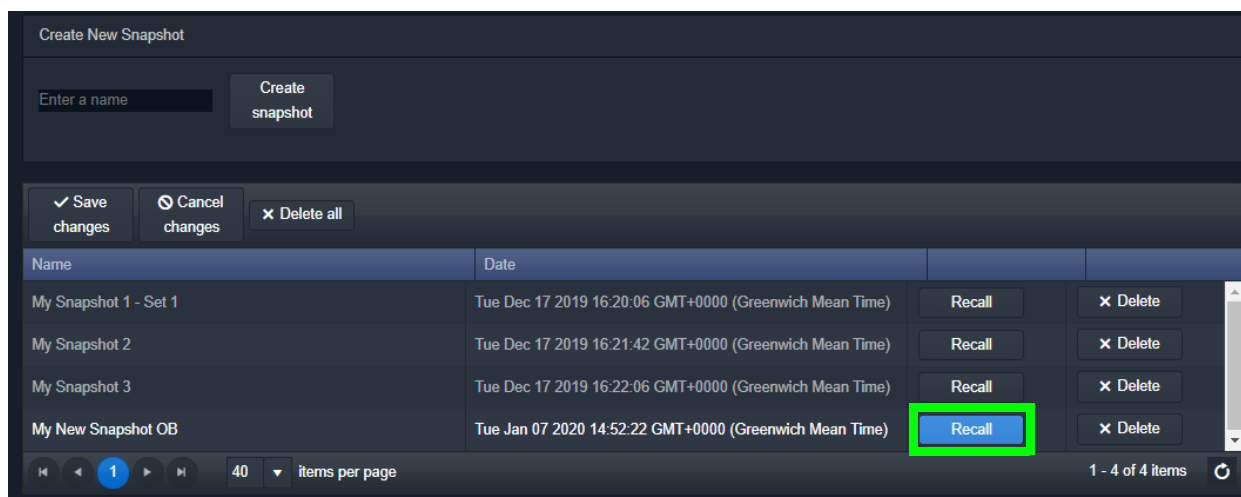 Create New Snapshot
Enter a name
Create
snapshot
Save
changes
Cancel
changes
Delete all
Name Date
My Snapshot 1 - Set 1 Tue Dec 17 2019 16:20:06 GMT+0000 (Greenwich Mean Time) Recall Delete
My Snapshot 2 Tue Dec 17 2019 16:21:42 GMT+0000 (Greenwich Mean Time) Recall Delete
My Snapshot 3 Tue Dec 17 2019 16:22:06 GMT+0000 (Greenwich Mean Time) Recall Delete
My New Snapshot OB Tue Jan 07 2020 14:52:22 GMT+0000 (Greenwich Mean Time) Recall Delete
1 40 items per page 1 - 4 of 4 items